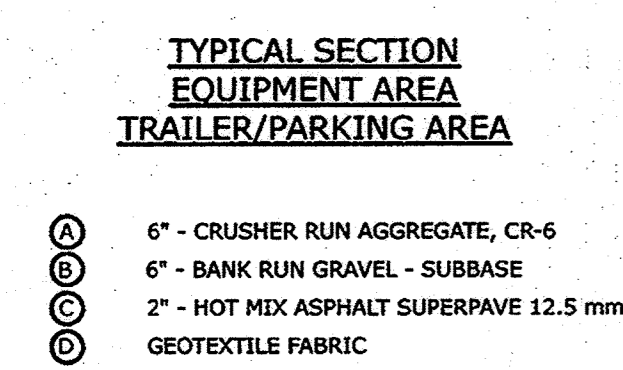 TYPICAL SECTION
EQUIPMENT AREA
TRAILER/PARKING AREA
A 6" - CRUSHER RUN AGGREGATE, CR-6
B 6" - BANK RUN GRAVEL - SUBBASE
C 2" - HOT MIX ASPHALT SUPERPAVE 12.5 mm
D GEOTEXTILE FABRIC